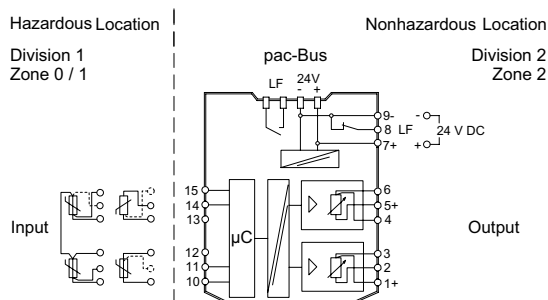 Hazardous Location
Nonhazardous Location
Division 1
Zone 0 / 1
pac-Bus
Division 2
Zone 2
LF
24V
- +
9-
8 LF
7+
-
+
24 V DC
15
14
13
12
11
10
µC
6
5+
4
3
2
1+
Input
Output